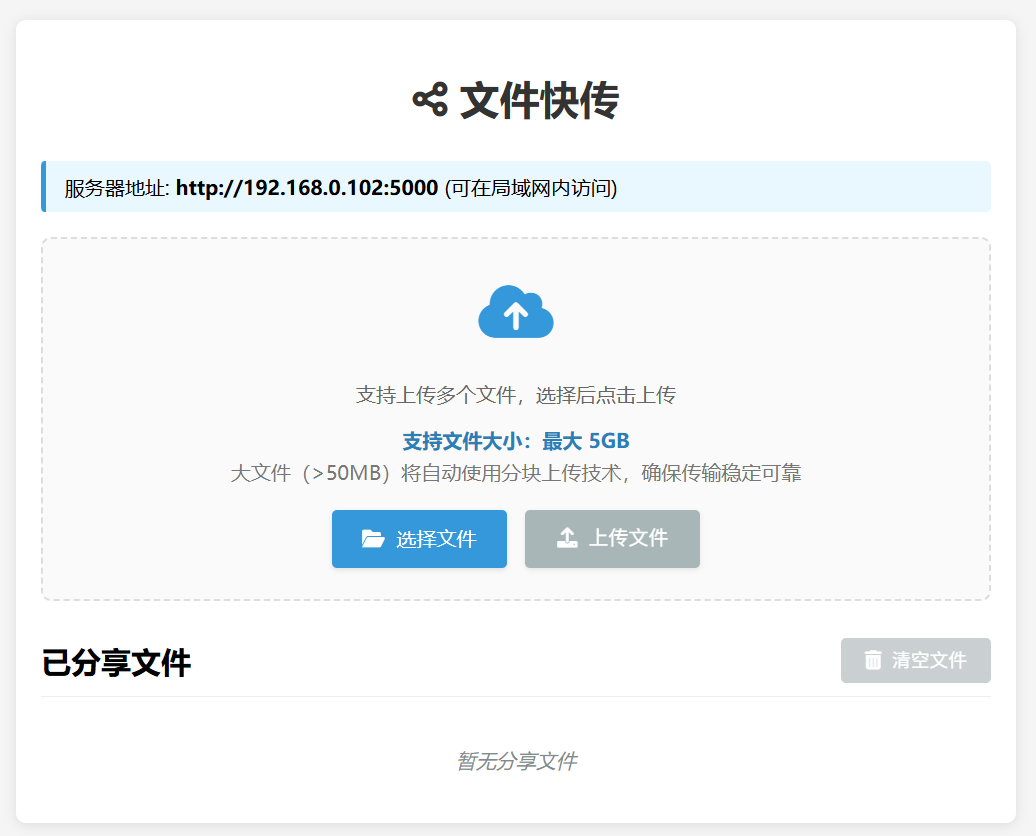 文件快传
服务器地址: http://192.168.0.102:5000 (可在局域网内访问)
支持上传多个文件，选择后点击上传
支持文件大小：最大 5GB
大文件（>50MB）将自动使用分块上传技术，确保传输稳定可靠
选择文件
上传文件
已分享文件
清空文件
暂无分享文件